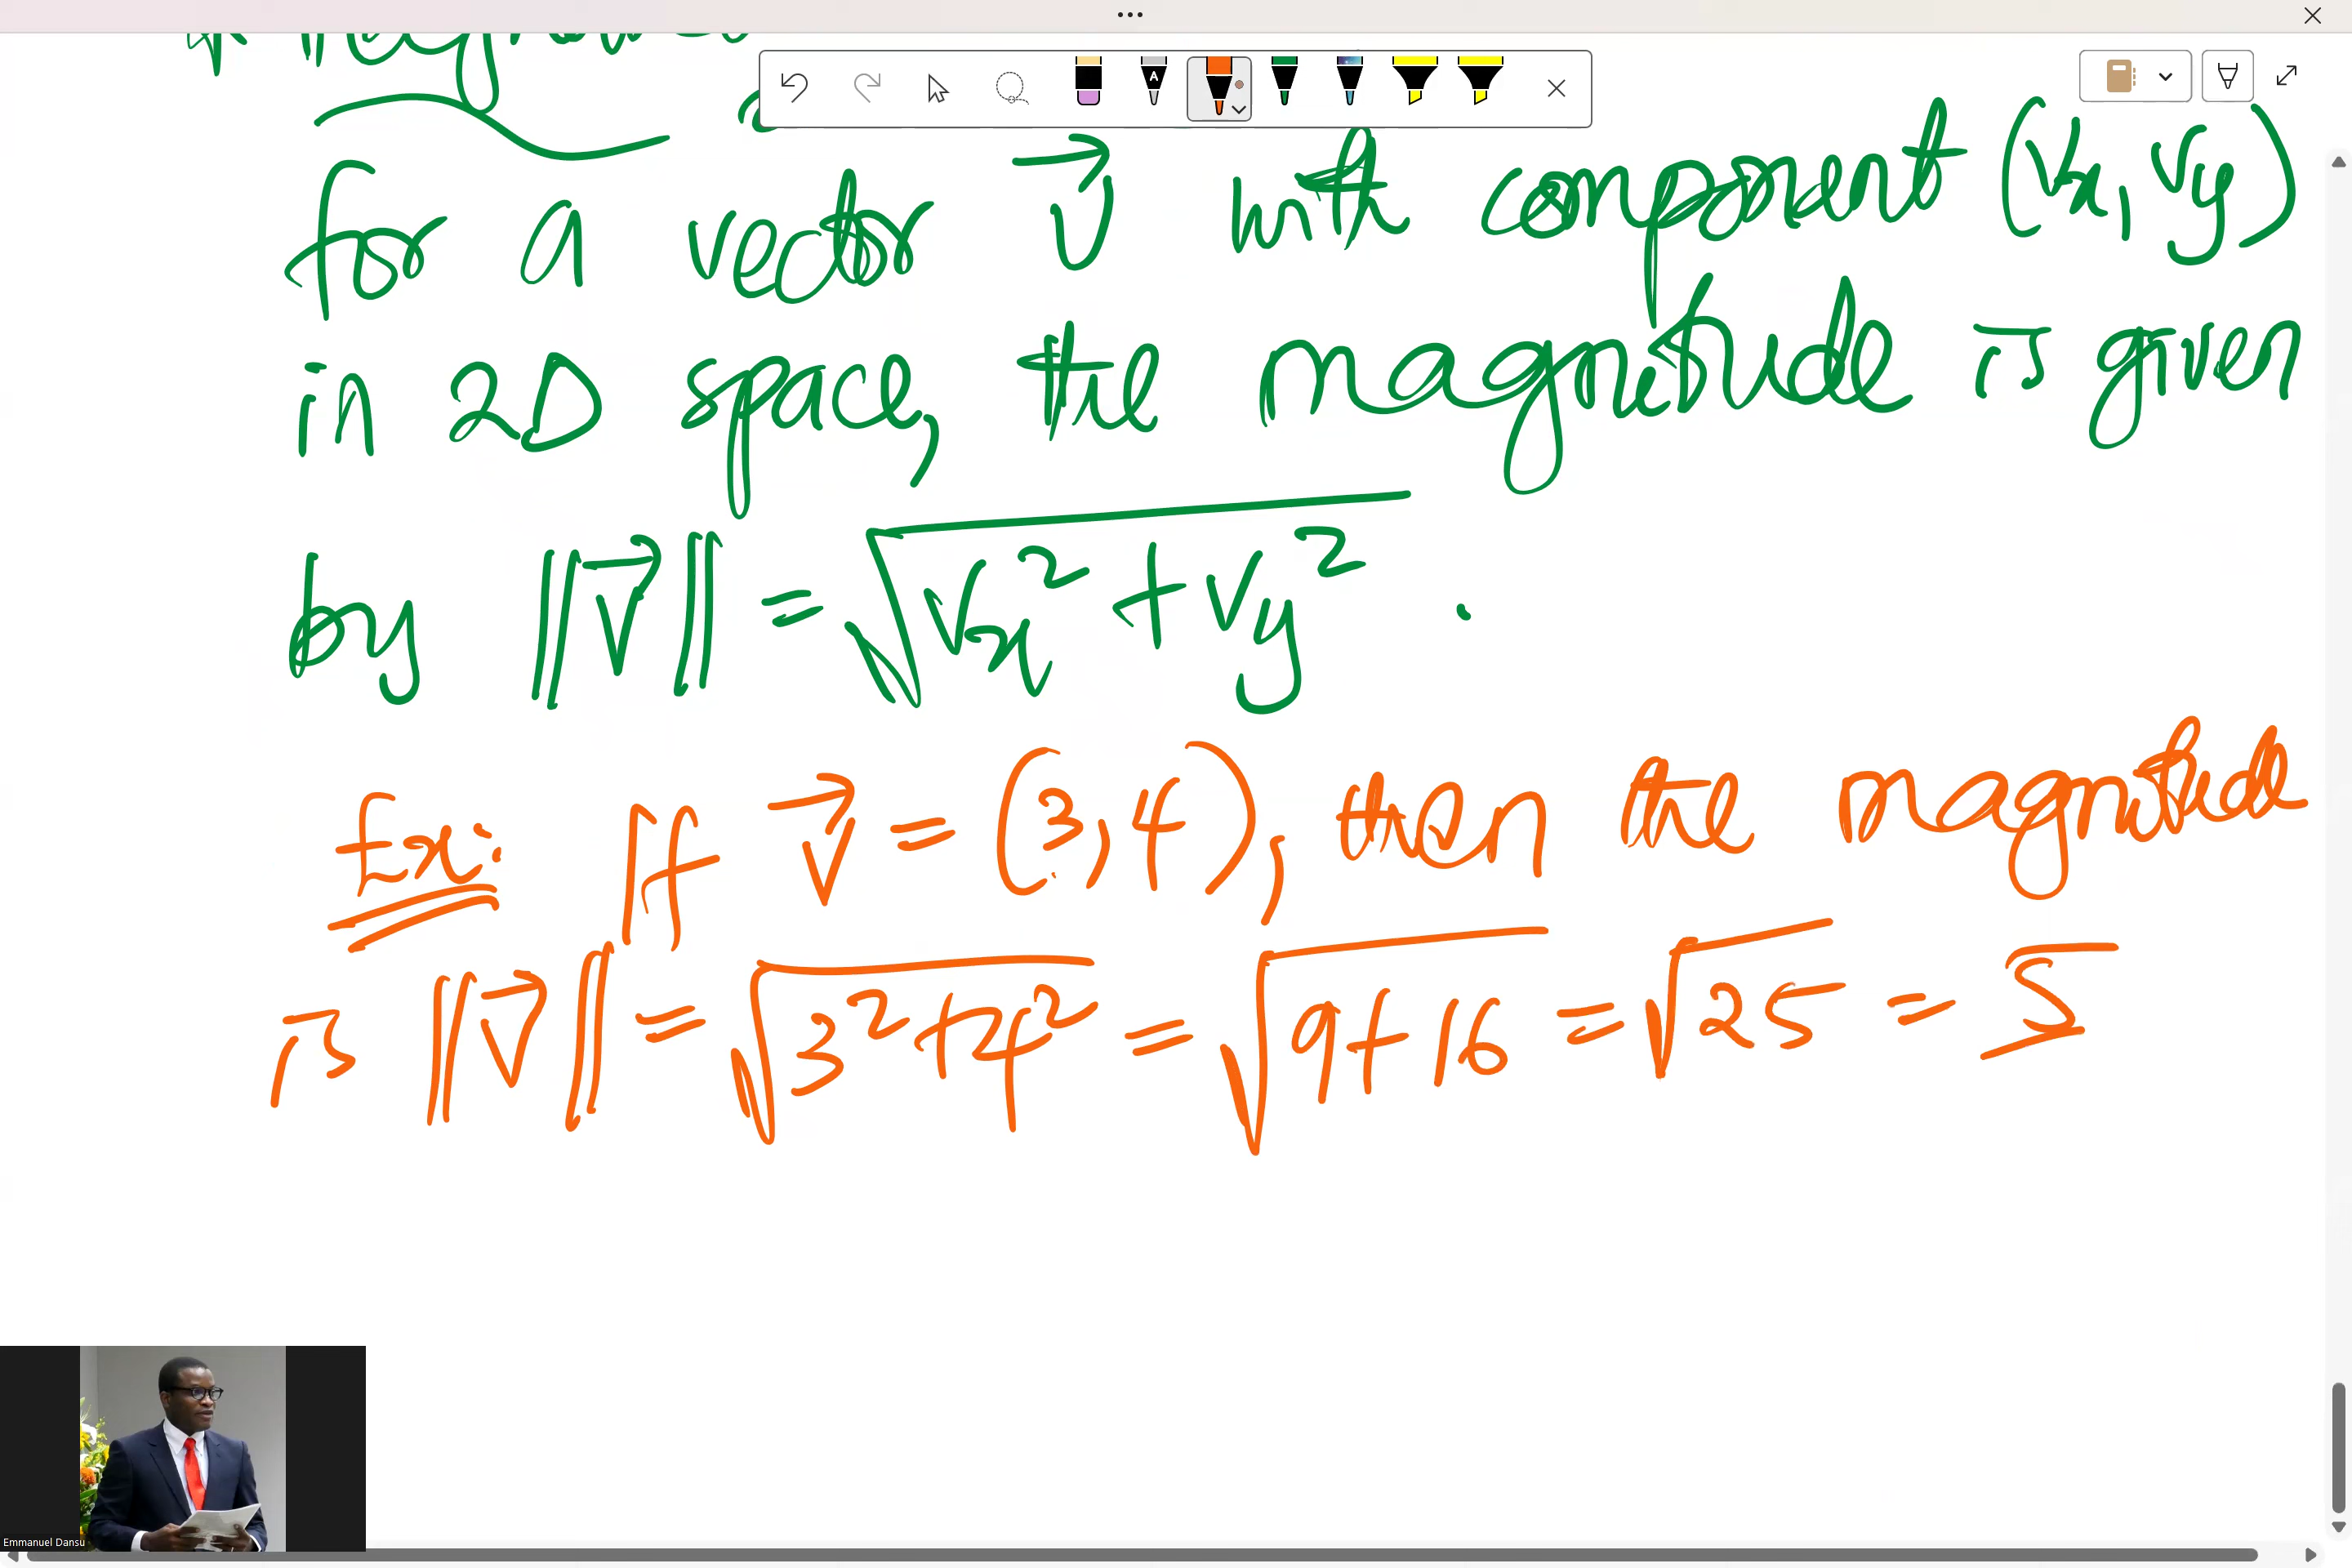 for a vector v⃗ with component (vx, vy)
in 2D space, the magnitude is given
by ‖v⃗‖ = √(vx² + vy²) .
Ex: If v⃗ = (3, 4), then the magnitude
is ‖v⃗‖ = √(3² + 4²) = √(9 + 16) = √25 = 5
Emmanuel Dansu